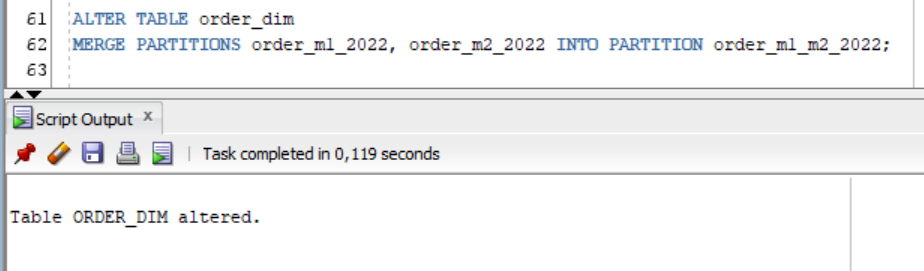 61 ALTER TABLE order_dim
62 MERGE PARTITIONS order_m1_2022, order_m2_2022 INTO PARTITION order_m1_m2_2022;
63
Script Output x
Task completed in 0,119 seconds
Table ORDER_DIM altered.